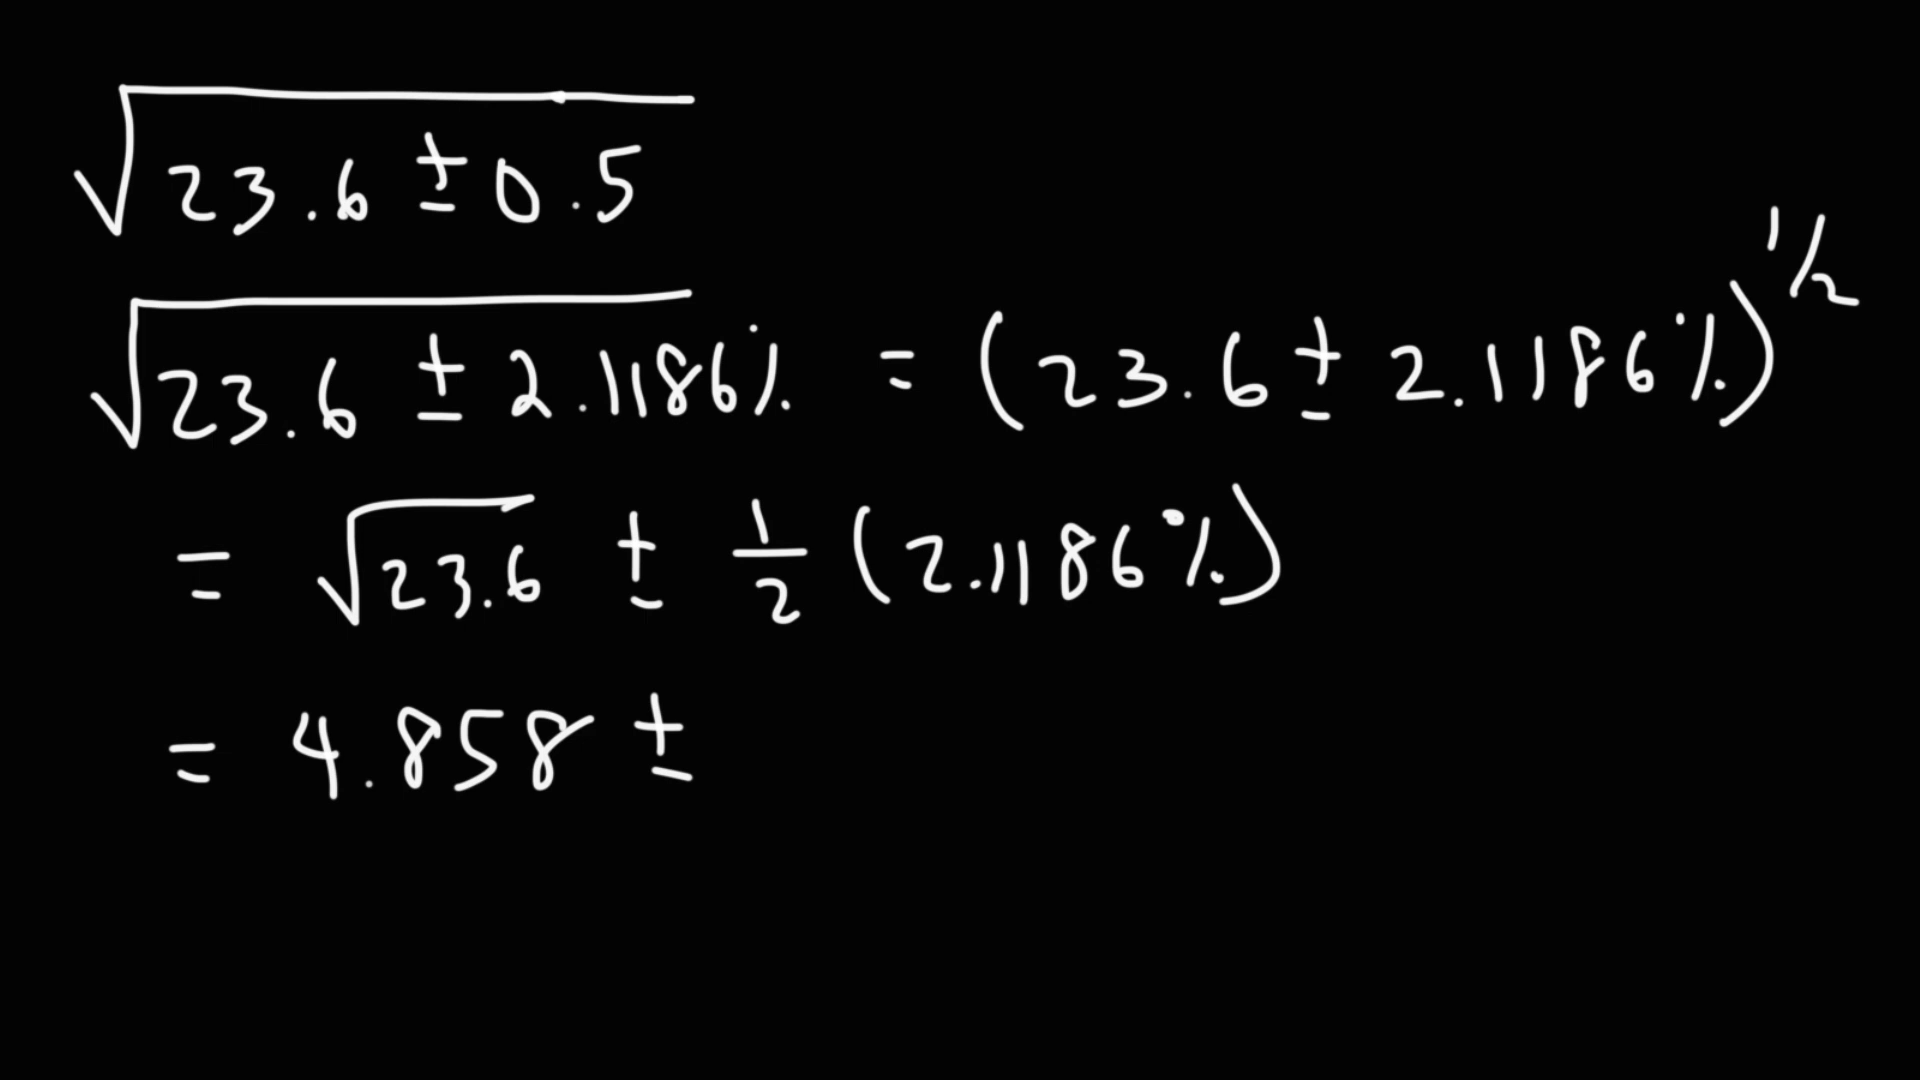 √23.6 ± 0.5
√23.6 ± 2.1186% = (23.6 ± 2.1186%)^1/2
= √23.6 ± 1/2 (2.1186%)
= 4.858 ±